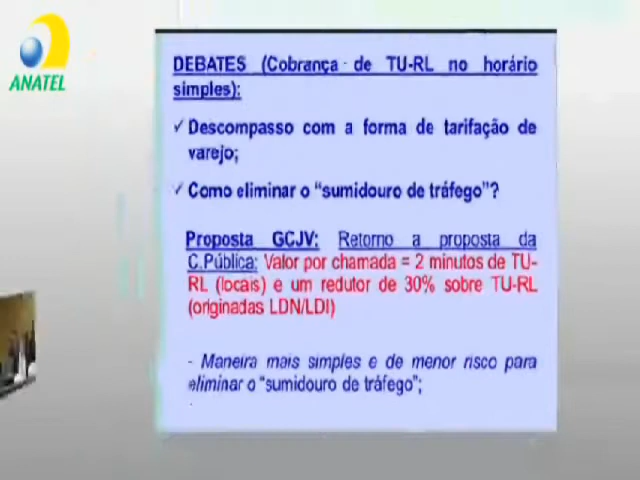 ANATEL
DEBATES (Cobrança de TU-RL no horário
simples):
✓ Descompasso com a forma de tarifação de
varejo;
✓ Como eliminar o “sumidouro de tráfego”?
Proposta GCJV: Retorno a proposta da
C.Pública: Valor por chamada = 2 minutos de TU-
RL (locais) e um redutor de 30% sobre TU-RL
(originadas LDN/LDI)
- Maneira mais simples e de menor risco para
eliminar o “sumidouro de tráfego”;